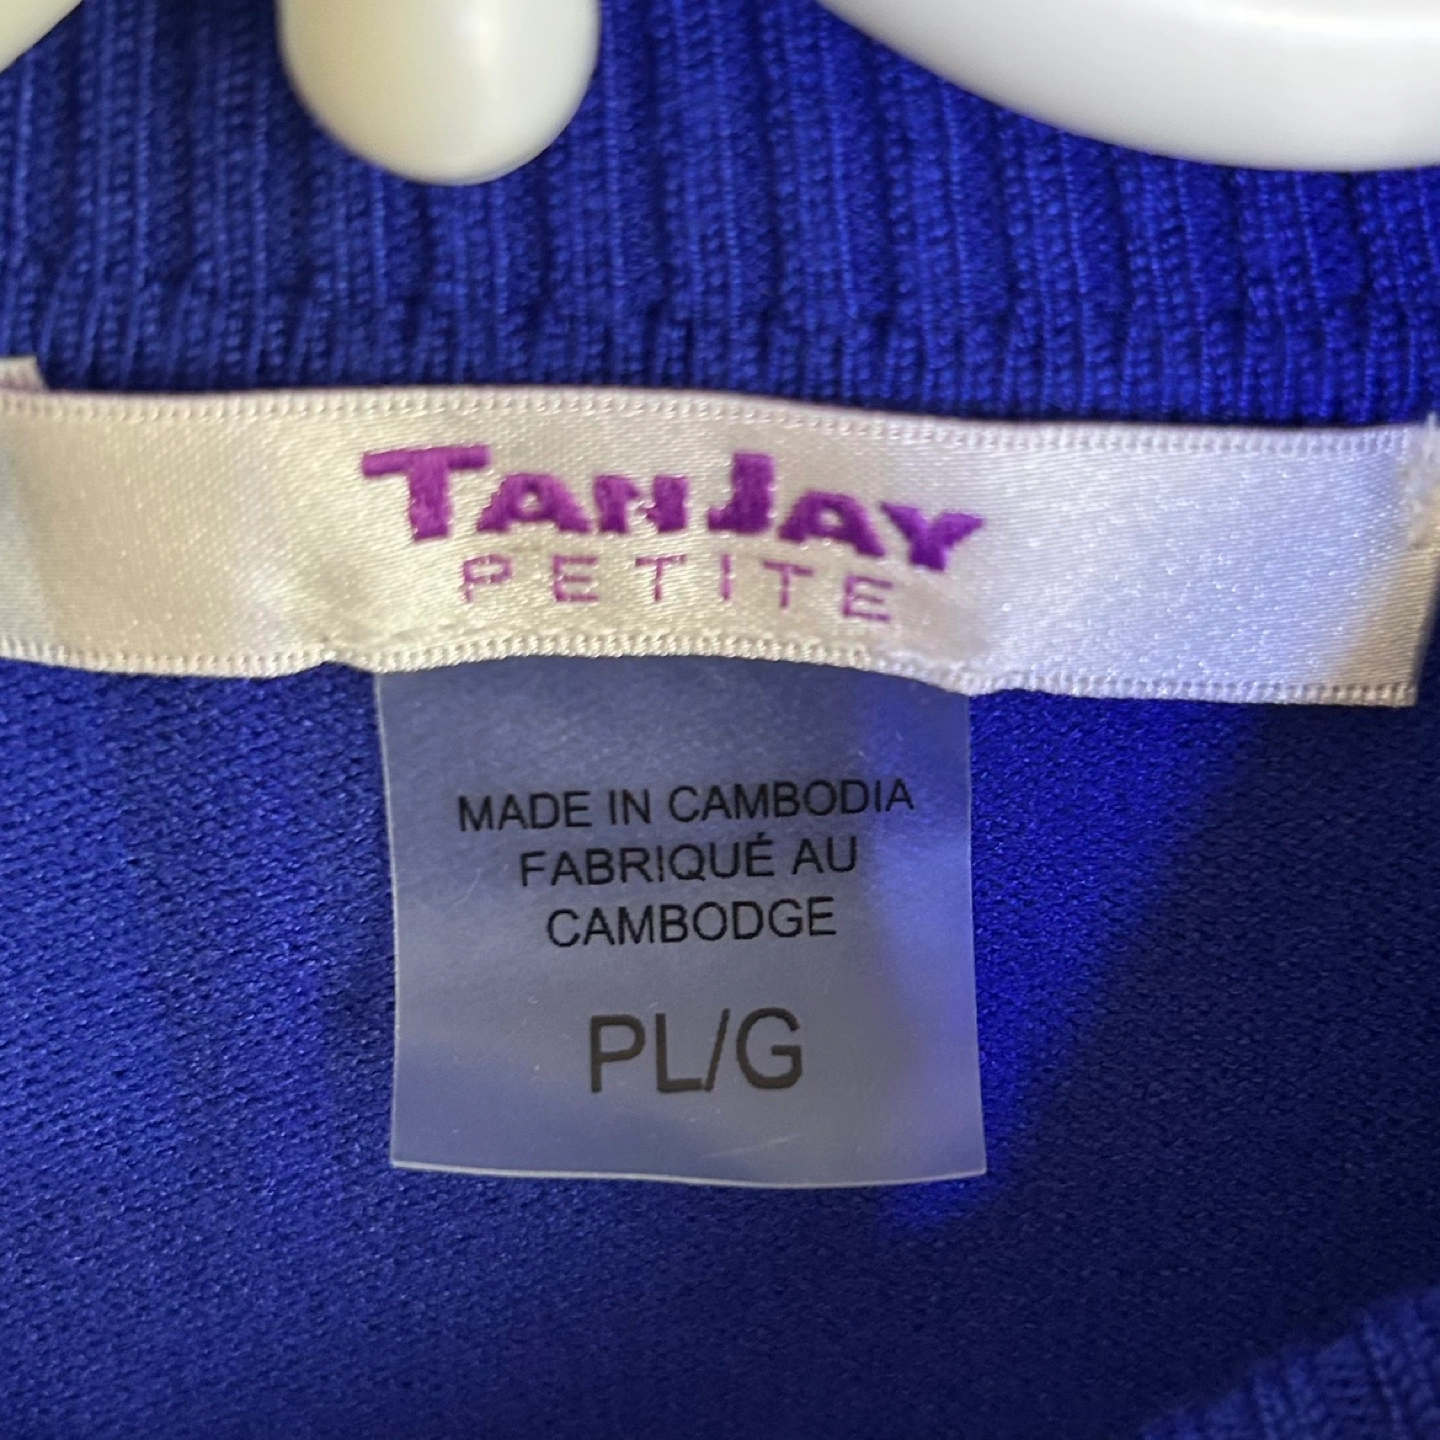 TANJAY
PETITE
MADE IN CAMBODIA
FABRIQUÉ AU
CAMBODGE
PL/G